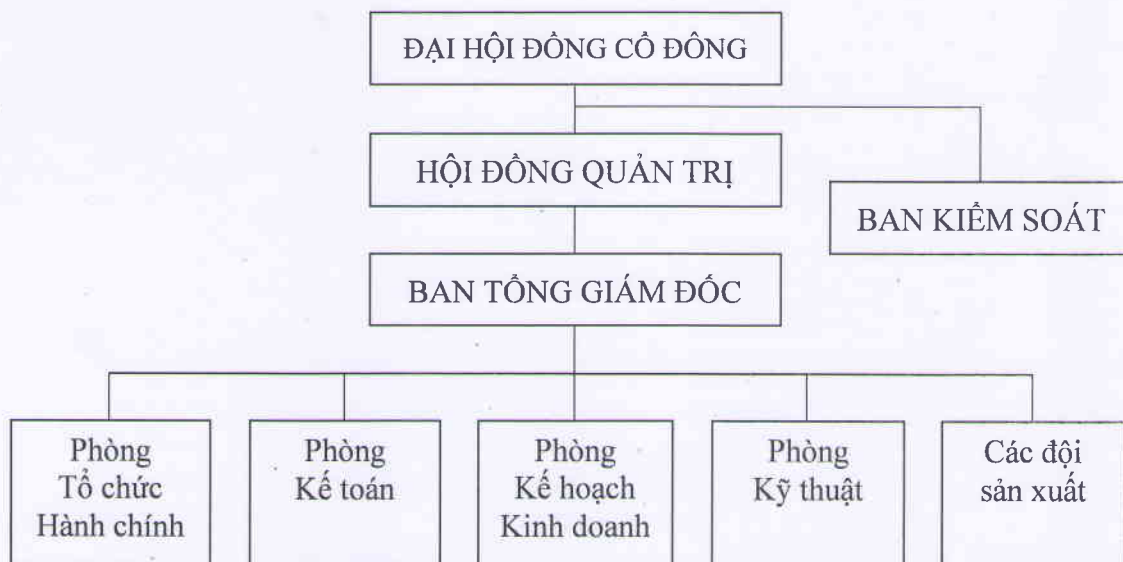 ĐẠI HỘI ĐỒNG CỔ ĐÔNG
HỘI ĐỒNG QUẢN TRỊ
BAN KIỂM SOÁT
BAN TỔNG GIÁM ĐỐC
Phòng
Tổ chức
Hành chính
Phòng
Kế toán
Phòng
Kế hoạch
Kinh doanh
Phòng
Kỹ thuật
Các đội
sản xuất